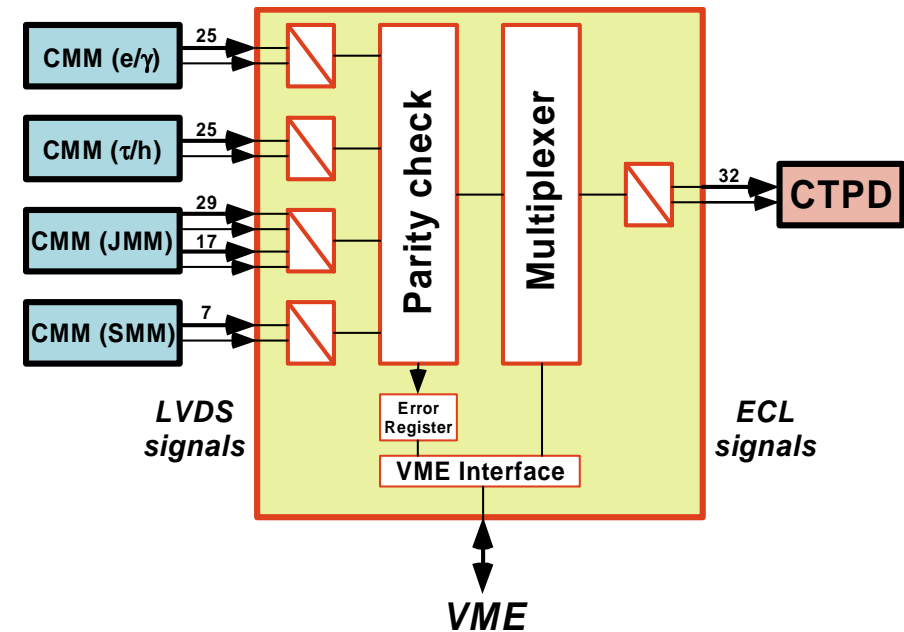 25
CMM (e/γ)
25
CMM (τ/h)
29
CMM (JMM)
17
7
CMM (SMM)
Parity check
Multiplexer
32
CTPD
LVDS
signals
Error
Register
ECL
signals
VME Interface
VME